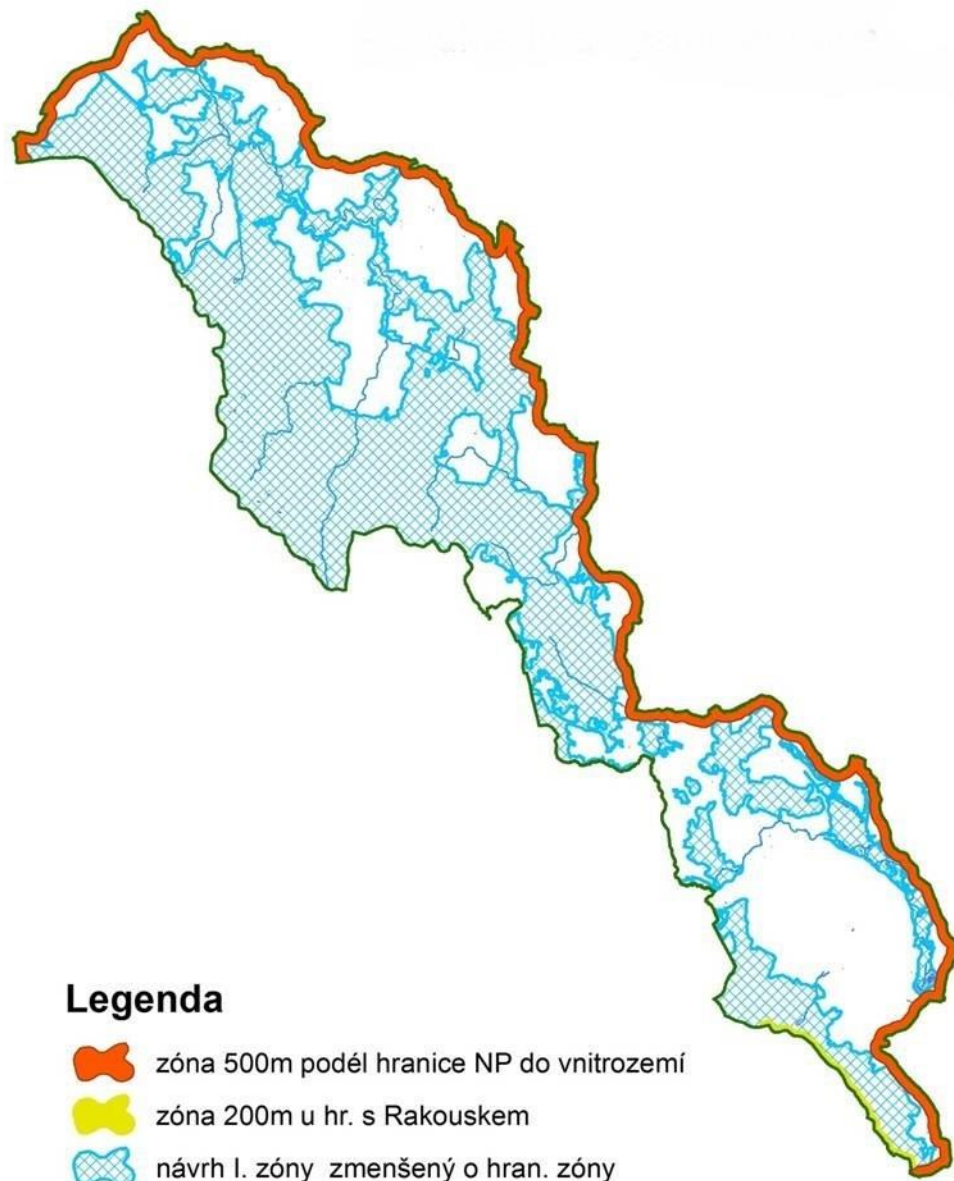 Legenda
zóna 500m podél hranice NP do vnitrozemí
zóna 200m u hr. s Rakouskem
návrh I. zóny zmenšený o hran. zóny